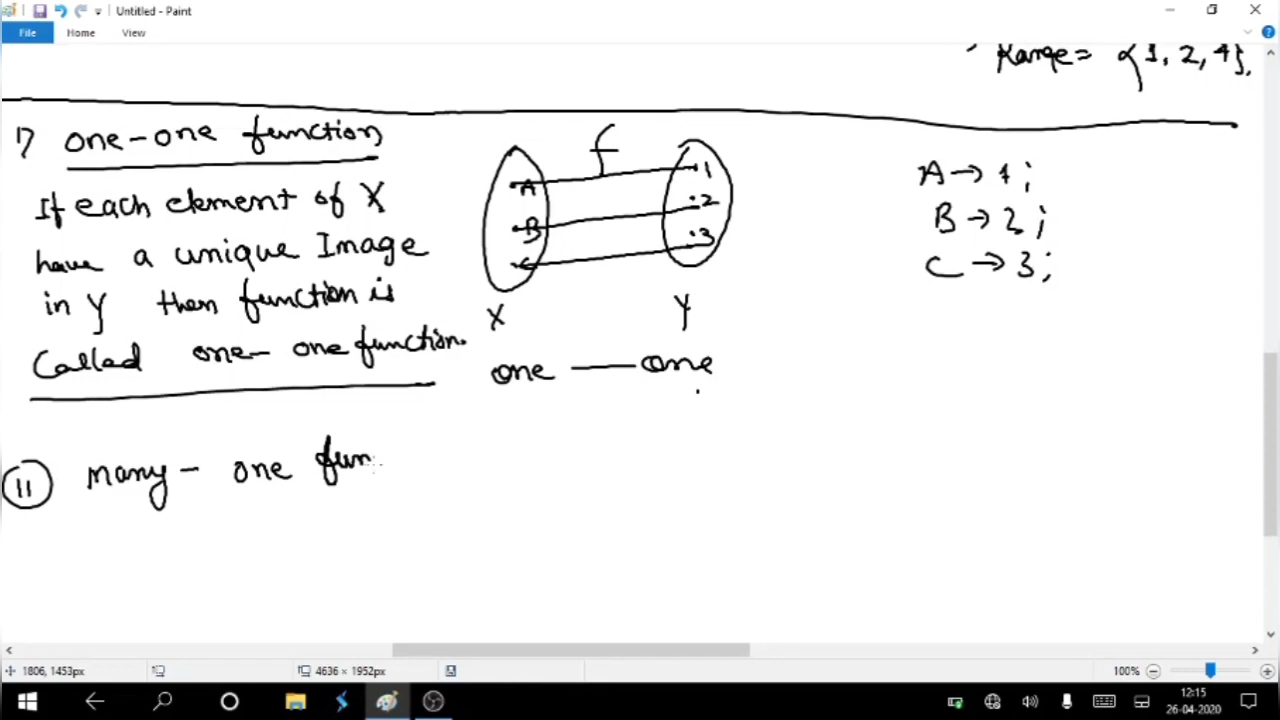 Untitled - Paint
File Home View
Range = {1, 2, 4}.
1) one-one function
If each element of X
have a unique Image
in Y then function is
Called one-one function.
f
A 1
B 2
C 3
X Y
one — one
A → 1;
B → 2;
C → 3;
(11) Many - one fun
1806, 1453px 4636 × 1952px 100%
12:15
26-04-2020